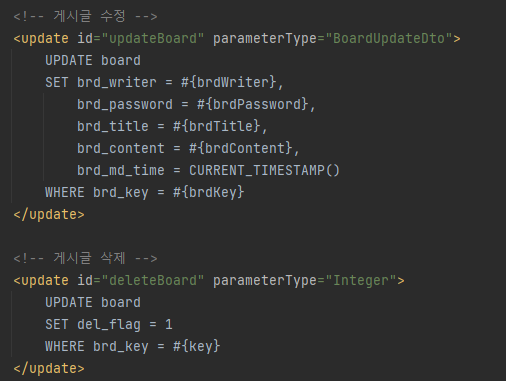 <!-- 게시글 수정 -->
<update id="updateBoard" parameterType="BoardUpdateDto">
    UPDATE board
    SET brd_writer = #{brdWriter},
        brd_password = #{brdPassword},
        brd_title = #{brdTitle},
        brd_content = #{brdContent},
        brd_md_time = CURRENT_TIMESTAMP()
    WHERE brd_key = #{brdKey}
</update>

<!-- 게시글 삭제 -->
<update id="deleteBoard" parameterType="Integer">
    UPDATE board
    SET del_flag = 1
    WHERE brd_key = #{key}
</update>